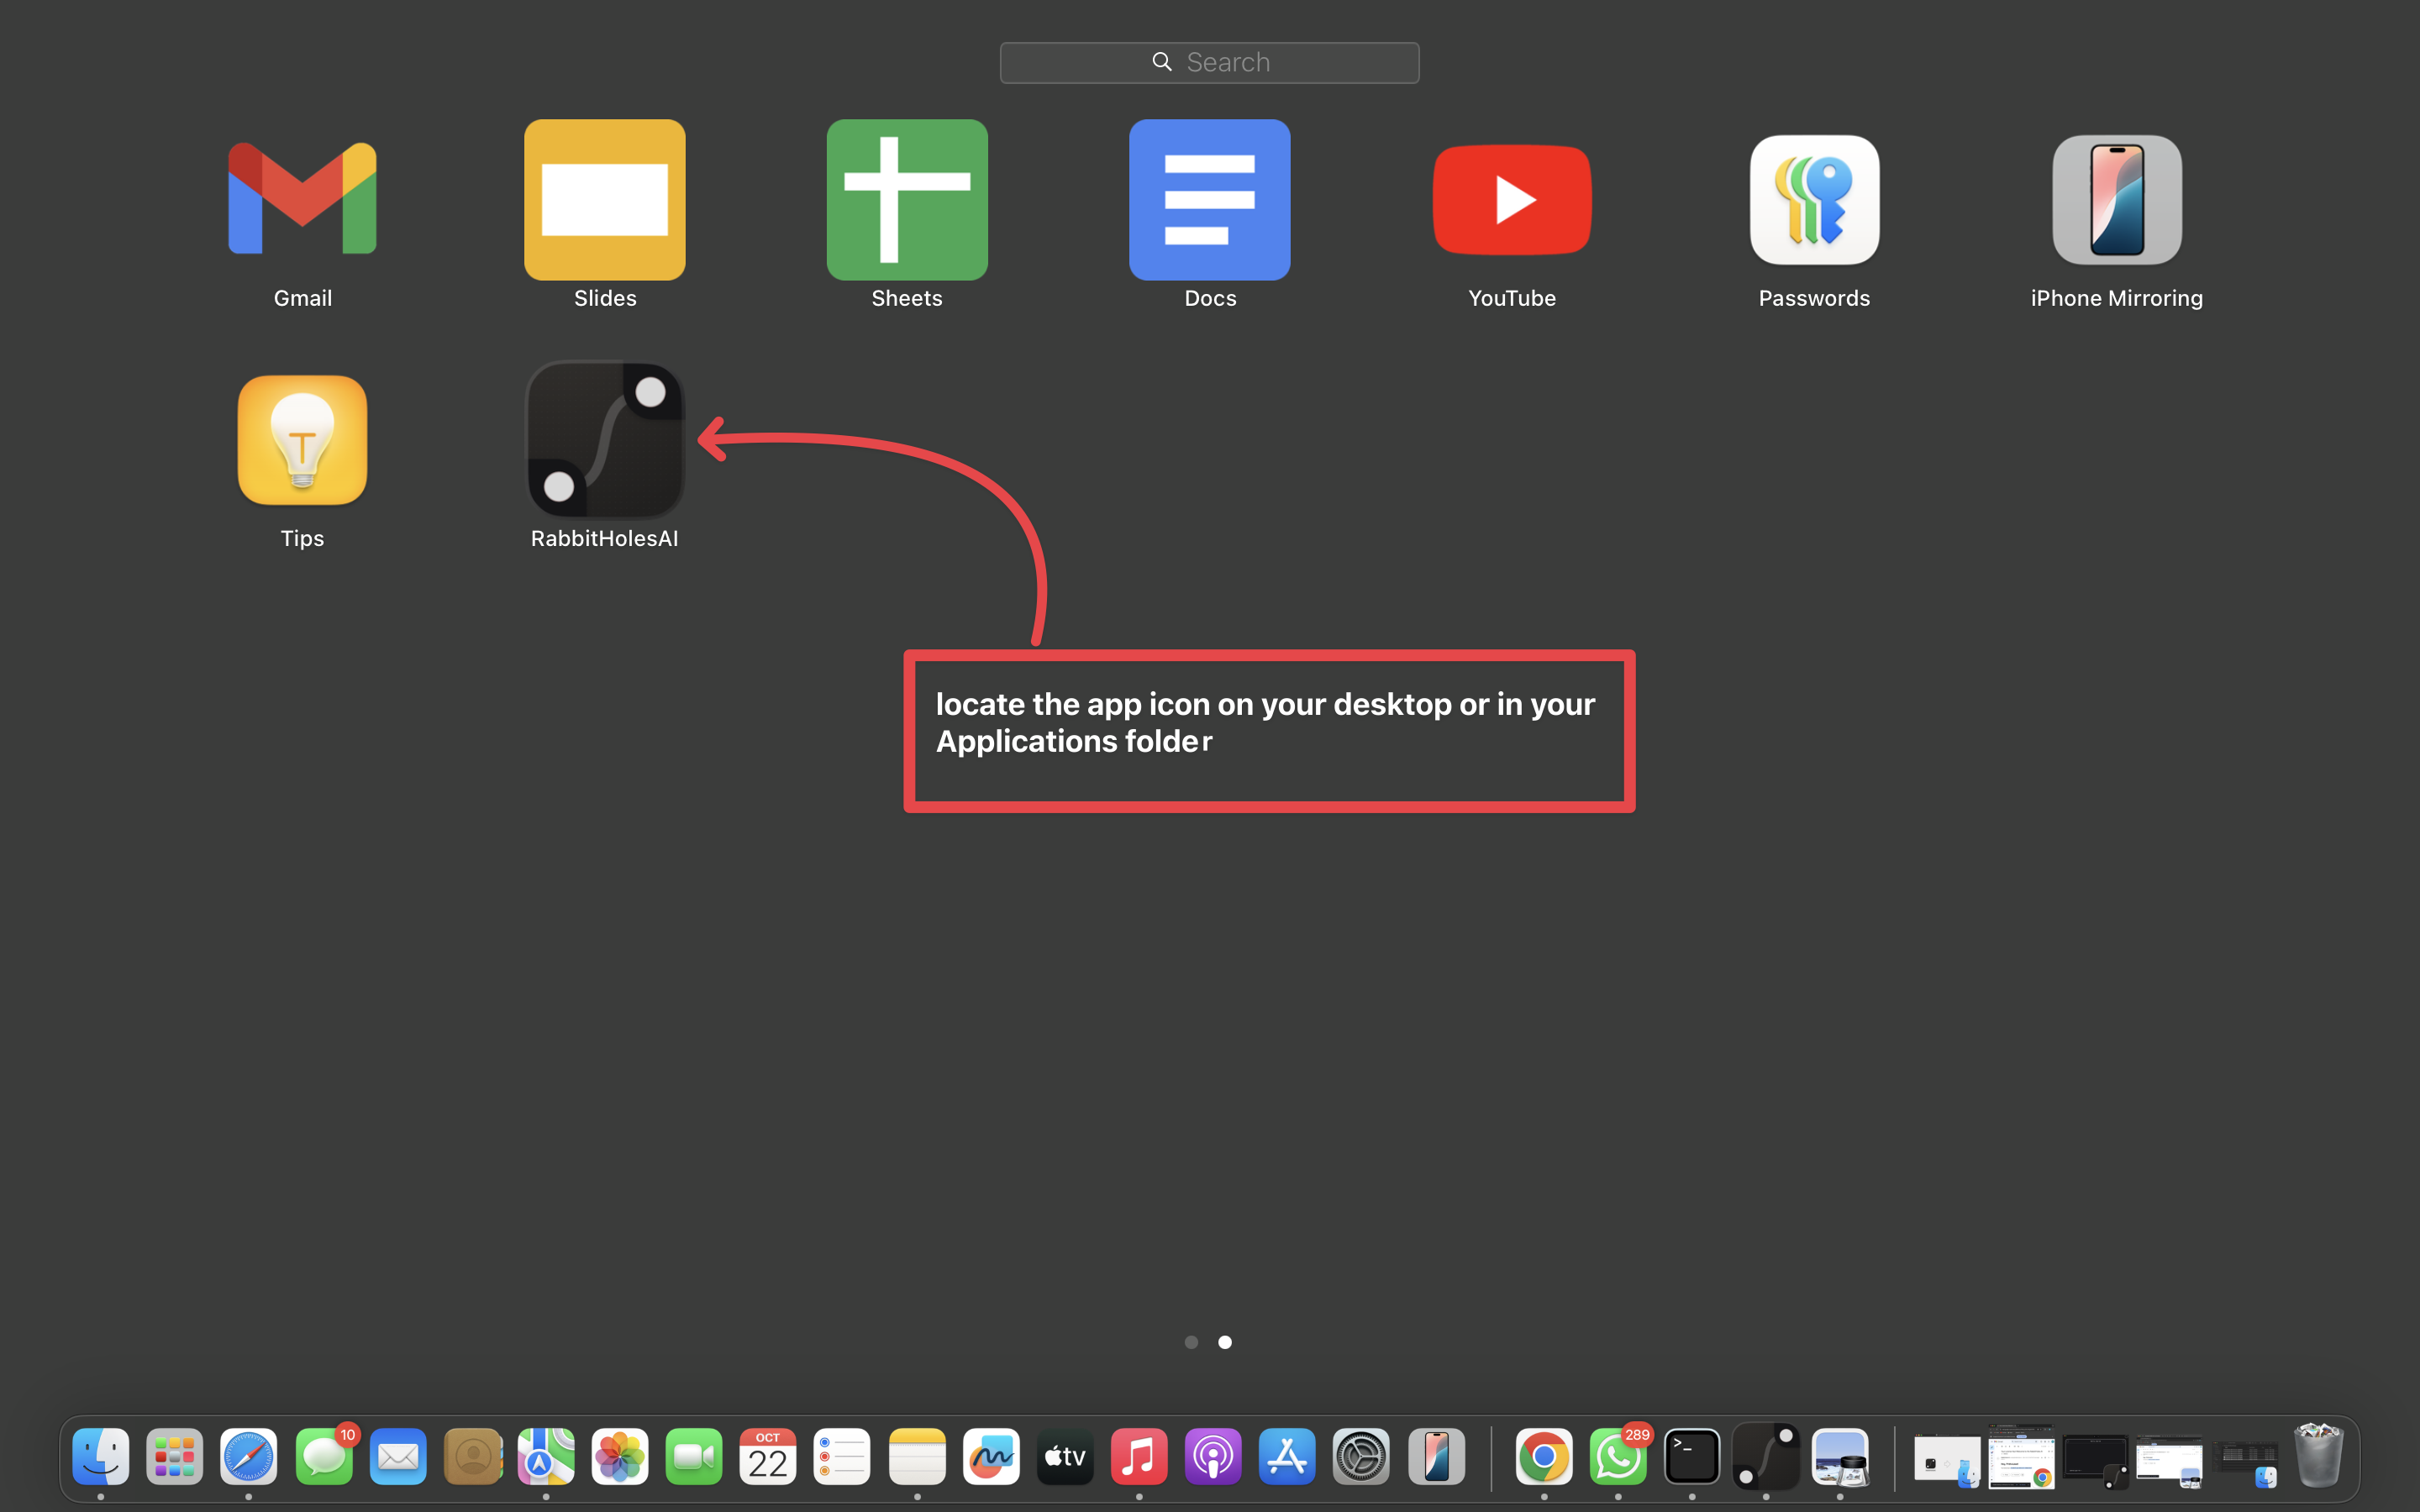 Search
Gmail
Slides
Sheets
Docs
YouTube
Passwords
iPhone Mirroring
T
Tips
RabbitHolesAI
locate the app icon on your desktop or in your
Applications folder
10
OCT
22
tv
289
>_